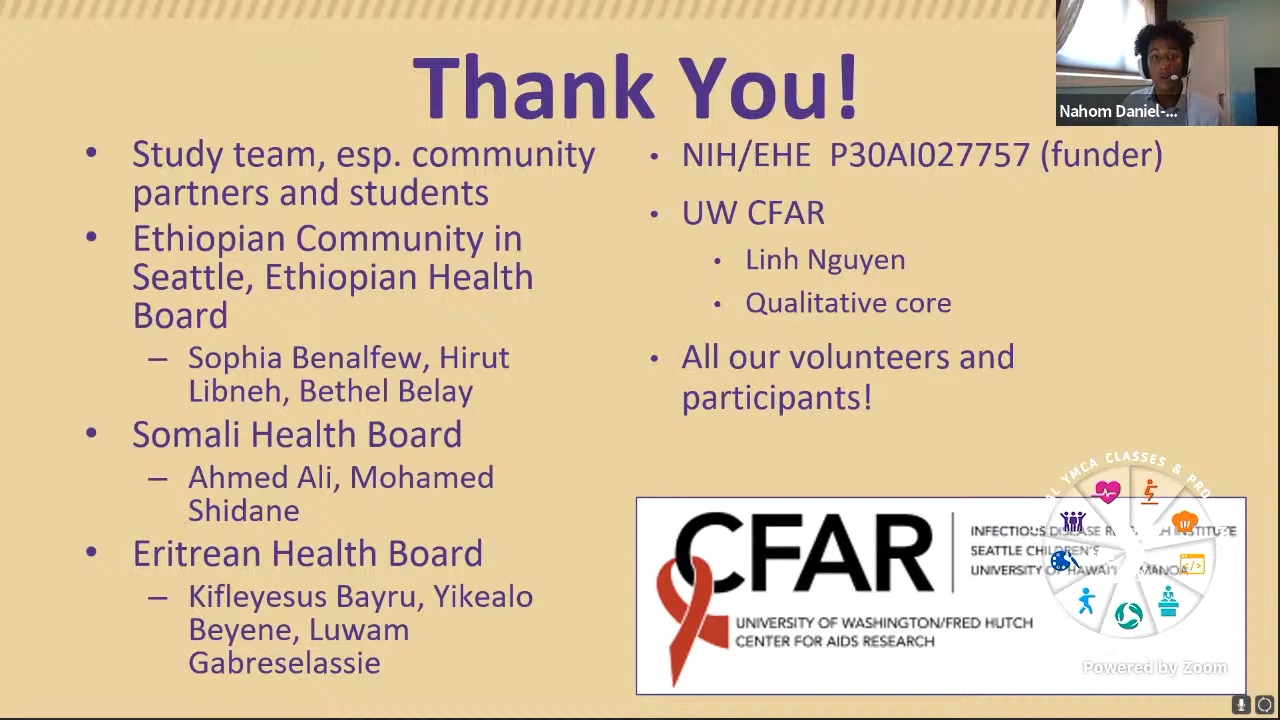 Thank You!
Study team, esp. community
partners and students
Ethiopian Community in
Seattle, Ethiopian Health
Board
– Sophia Benalfew, Hirut
Libneh, Bethel Belay
Somali Health Board
– Ahmed Ali, Mohamed
Shidane
Eritrean Health Board
– Kifleyesus Bayru, Yikealo
Beyene, Luwam
Gabreselassie
NIH/EHE P30AI027757 (funder)
UW CFAR
Linh Nguyen
Qualitative core
All our volunteers and
participants!
CFAR
INFECTIOUS DISEASE RESEARCH INSTITUTE
SEATTLE CHILDREN'S
UNIVERSITY OF HAWAI'I MANOA
UNIVERSITY OF WASHINGTON/FRED HUTCH
CENTER FOR AIDS RESEARCH
YMCA CLASSES &
Powered by Zoom
Nahom Daniel-...